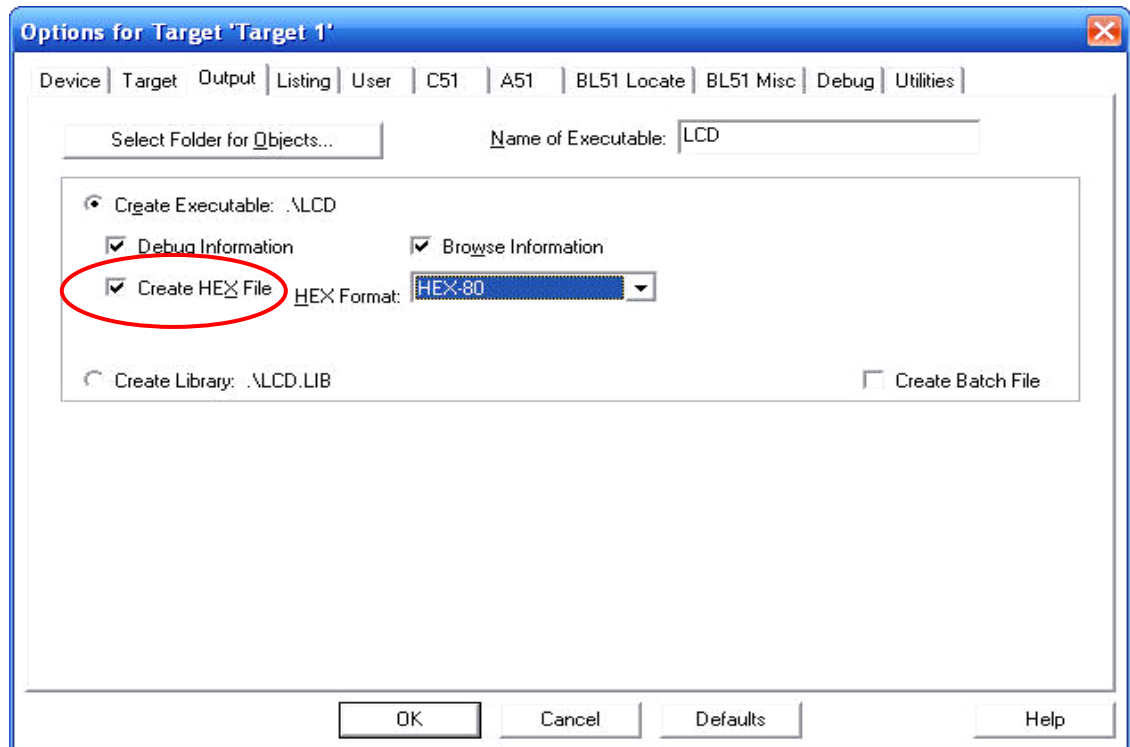 Options for Target 'Target 1'
Device Target Output Listing User C51 A51 BL51 Locate BL51 Misc Debug Utilities
Select Folder for Objects... Name of Executable: LCD
Create Executable: .\LCD
Debug Information Browse Information
Create HEX File HEX Format: HEX-80
Create Library: .\LCD.LIB Create Batch File
OK Cancel Defaults Help